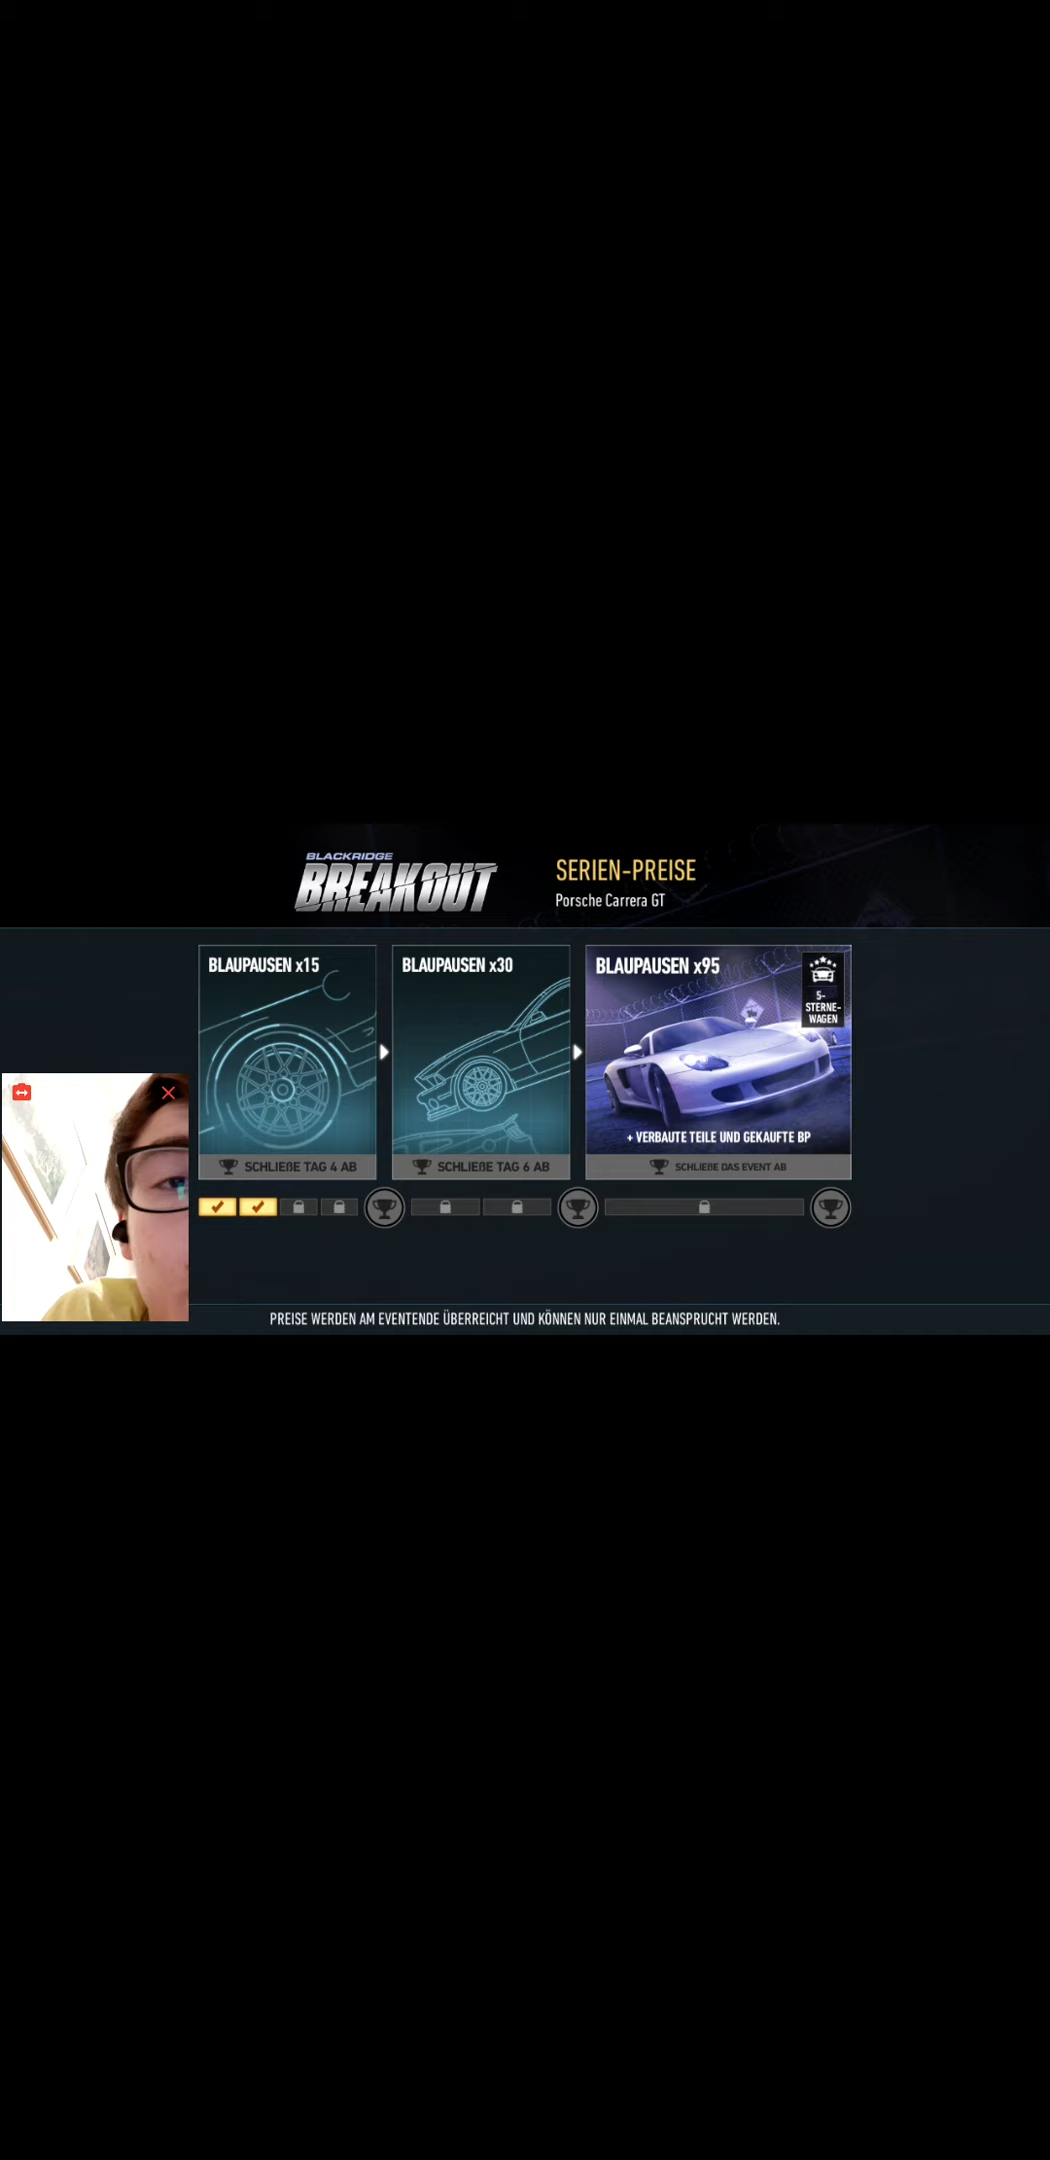 BLACKRIDGE
BREAKOUT
SERIEN-PREISE
Porsche Carrera GT
BLAUPAUSEN x15
SCHLIEẞE TAG 4 AB
BLAUPAUSEN x30
SCHLIEẞE TAG 6 AB
BLAUPAUSEN x95
5-
STERNE-
WAGEN
+ VERBAUTE TEILE UND GEKAUFTE BP
SCHLIEẞE DAS EVENT AB
PREISE WERDEN AM EVENTENDE ÜBERREICHT UND KÖNNEN NUR EINMAL BEANSPRUCHT WERDEN.